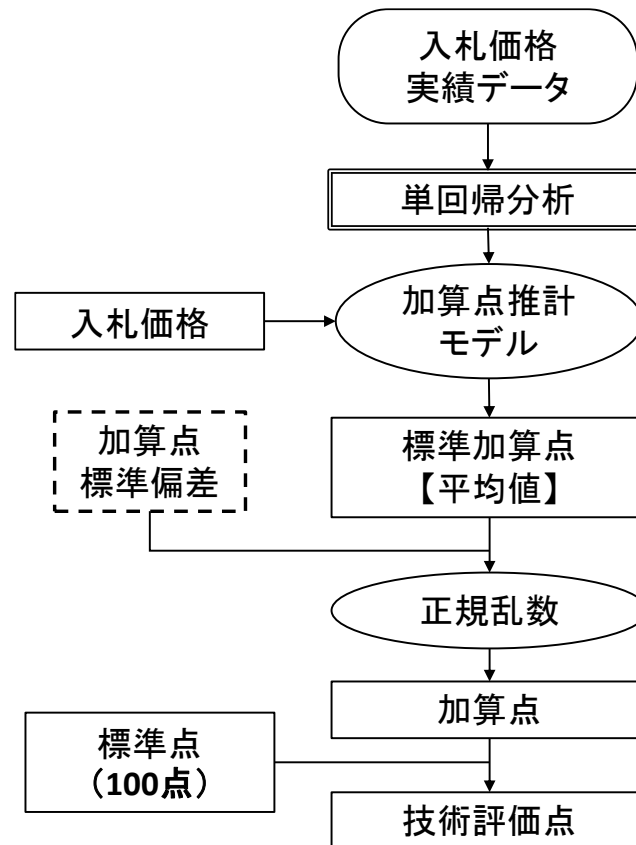 入札価格
実績データ
単回帰分析
入札価格
加算点推計
モデル
加算点
標準偏差
標準加算点
【平均値】
正規乱数
加算点
標準点
（100点）
技術評価点